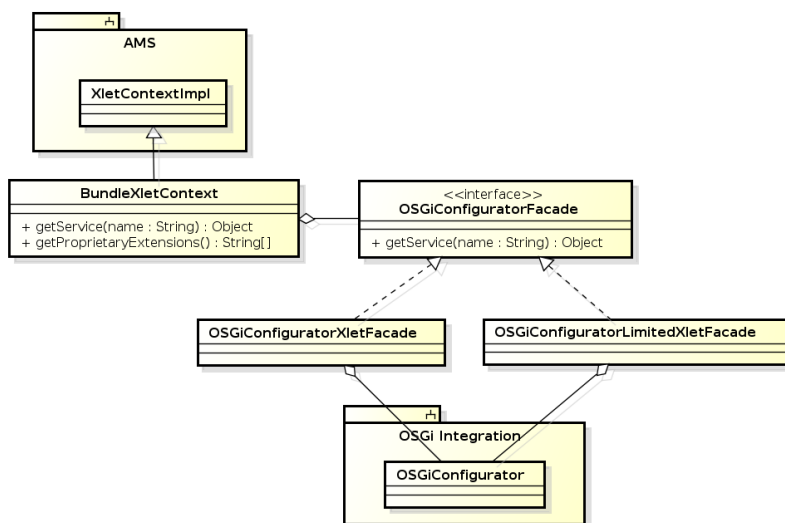 AMS
XletContextImpl
BundleXletContext
+ getService(name : String) : Object
+ getProprietaryExtensions() : String[]
<<interface>>
OSGiConfiguratorFacade
+ getService(name : String) : Object
OSGiConfiguratorXletFacade
OSGiConfiguratorLimitedXletFacade
OSGi Integration
OSGiConfigurator